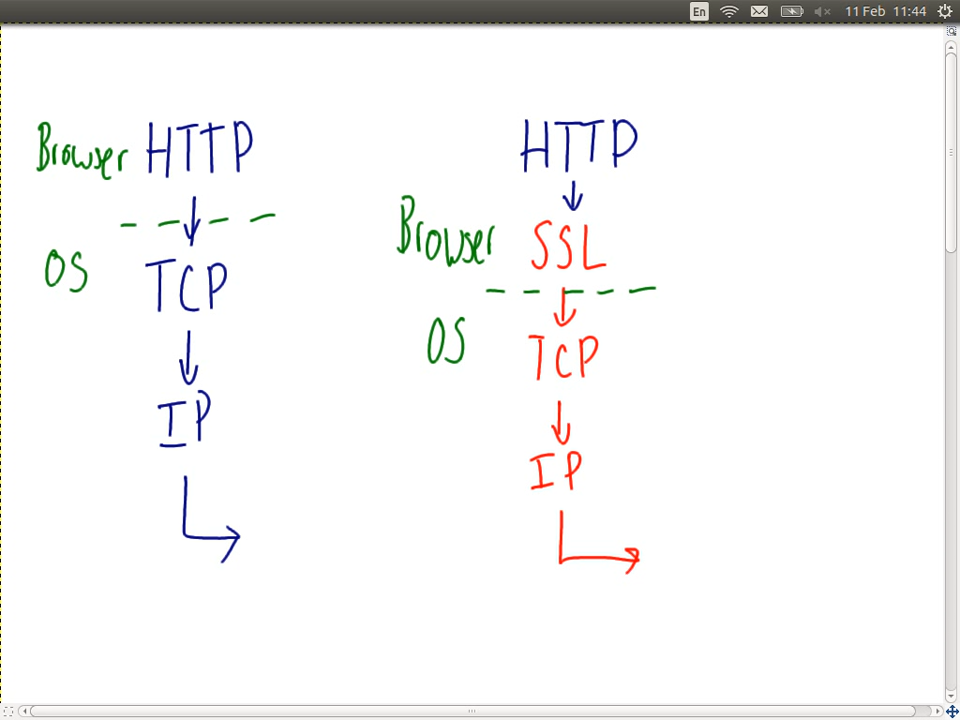 En 11 Feb 11:44
Browser HTTP
OS
TCP
IP
HTTP
Browser SSL
OS
TCP
IP